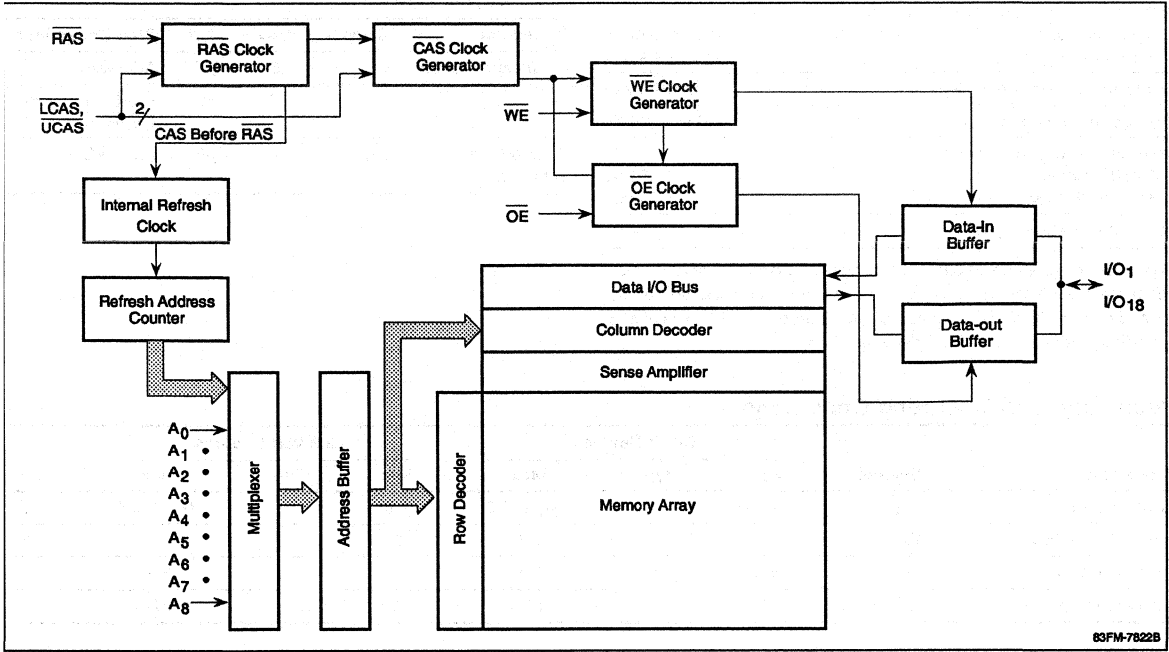 RAS
RAS Clock
Generator
CAS Clock
Generator
LCAS,
UCAS
2
CAS Before RAS
WE Clock
Generator
WE
OE Clock
Generator
OE
Internal Refresh
Clock
Refresh Address
Counter
Data-In
Buffer
I/O1
I/O18
Data-out
Buffer
Data I/O Bus
Column Decoder
Sense Amplifier
A0
A1
A2
A3
A4
A5
A6
A7
A8
Multiplexer
Address Buffer
Row Decoder
Memory Array
83FM-7822B